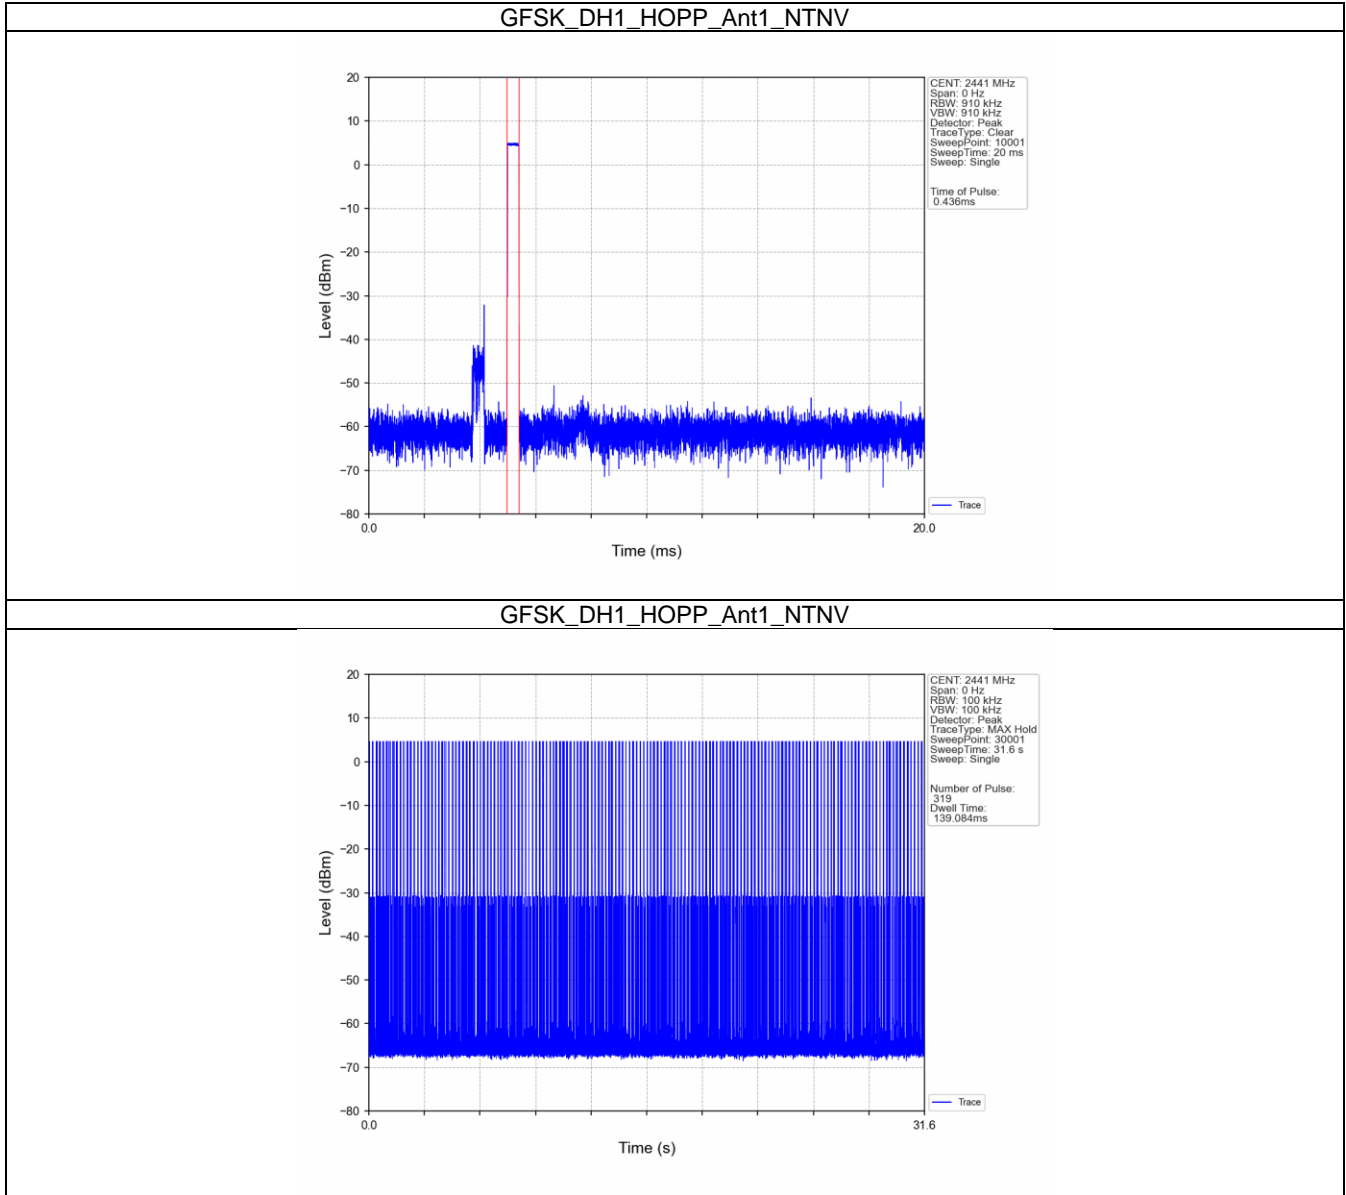 GFSK_DH1_HOPP_Ant1_NTNV
20
10
0
−10
−20
−30
−40
−50
−60
−70
−80
Level (dBm)
0.0
20.0
Time (ms)
CENT: 2441 MHz
Span: 0 Hz
RBW: 910 kHz
VBW: 910 kHz
Detector: Peak
TraceType: Clear
SweepPoint: 10001
SweepTime: 20 ms
Sweep: Single
Time of Pulse:
0.436ms
Trace
GFSK_DH1_HOPP_Ant1_NTNV
20
10
0
−10
−20
−30
−40
−50
−60
−70
−80
Level (dBm)
0.0
31.6
Time (s)
CENT: 2441 MHz
Span: 0 Hz
RBW: 100 kHz
VBW: 100 kHz
Detector: Peak
TraceType: MAX Hold
SweepPoint: 30001
SweepTime: 31.6 s
Sweep: Single
Number of Pulse:
319
Dwell Time:
139.084ms
Trace